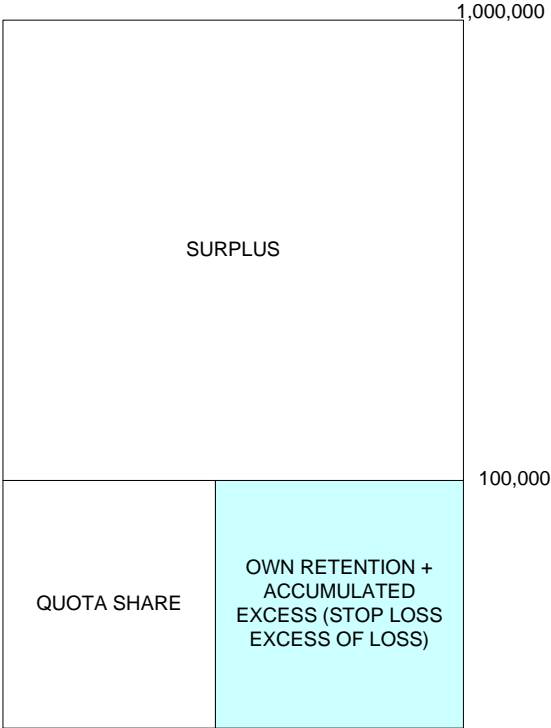 1,000,000
SURPLUS
100,000
QUOTA SHARE
OWN RETENTION +
ACCUMULATED
EXCESS (STOP LOSS
EXCESS OF LOSS)